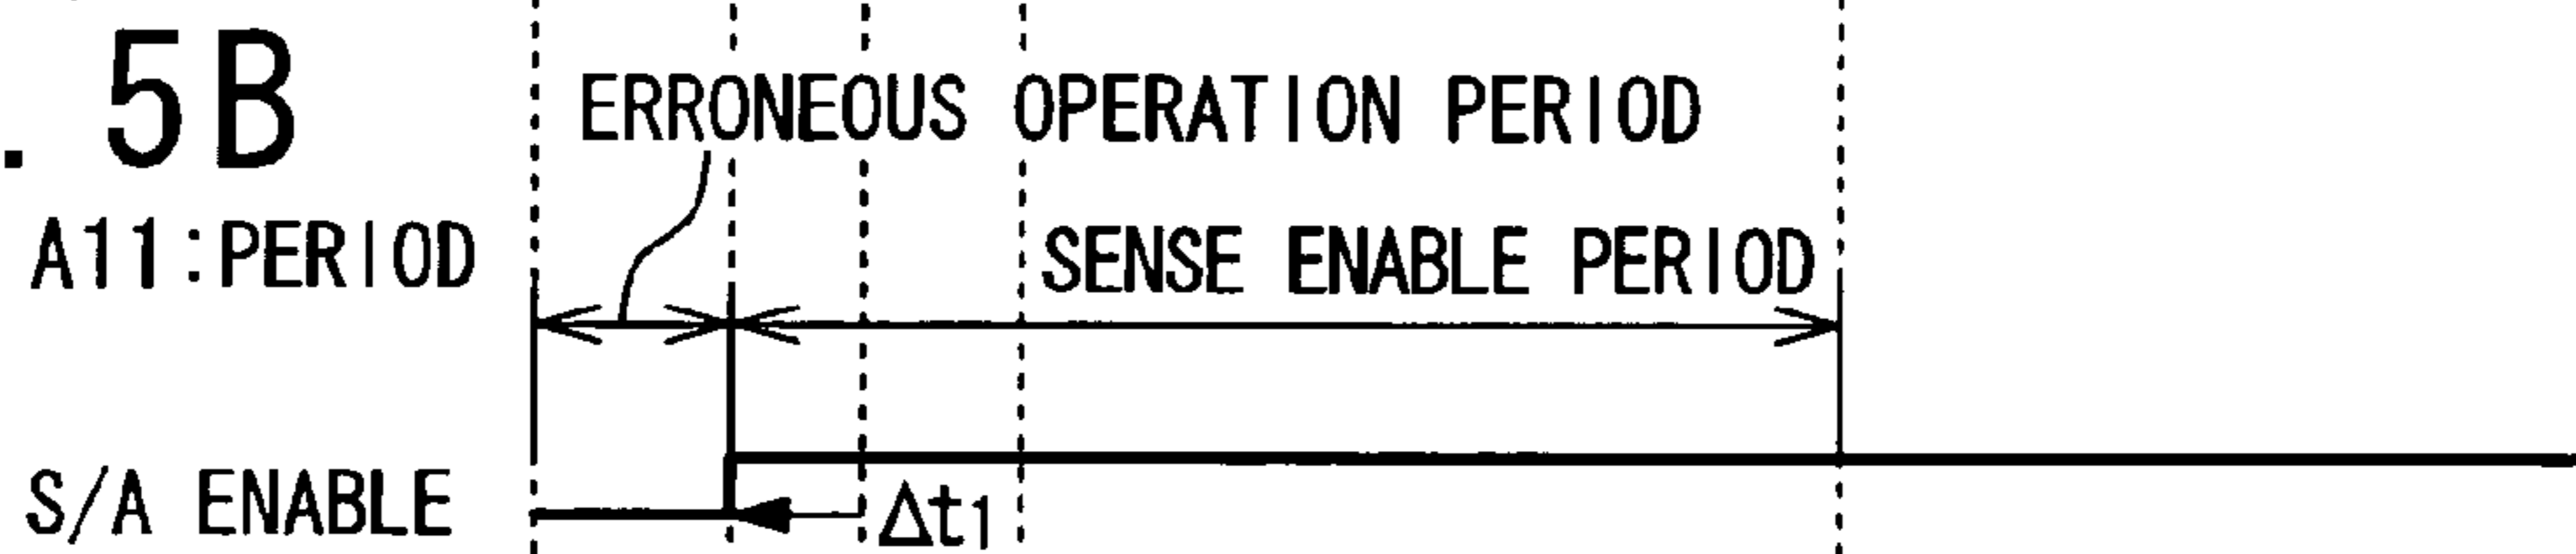 . 5B
ERRONEOUS OPERATION PERIOD
A11:PERIOD
SENSE ENABLE PERIOD
S/A ENABLE
Δt1